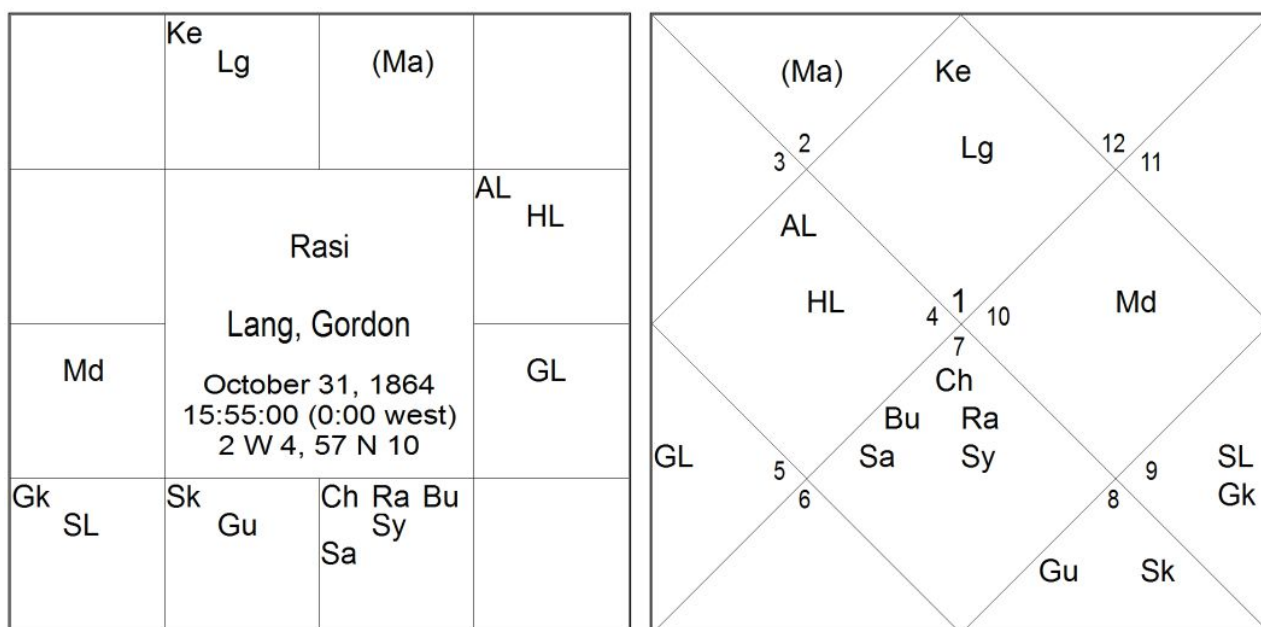 Ke
Lg
(Ma)
AL
HL
Rasi
Lang, Gordon
October 31, 1864
15:55:00 (0:00 west)
2 W 4, 57 N 10
Md
GL
Gk
SL
Sk
Gu
Ch Ra Bu
Sy
Sa
(Ma)
Ke
Lg
2
3
12
11
AL
HL
4
1
10
Md
7
Ch
Bu Ra
Sa Sy
GL
5
6
9
8
SL
Gk
Gu Sk